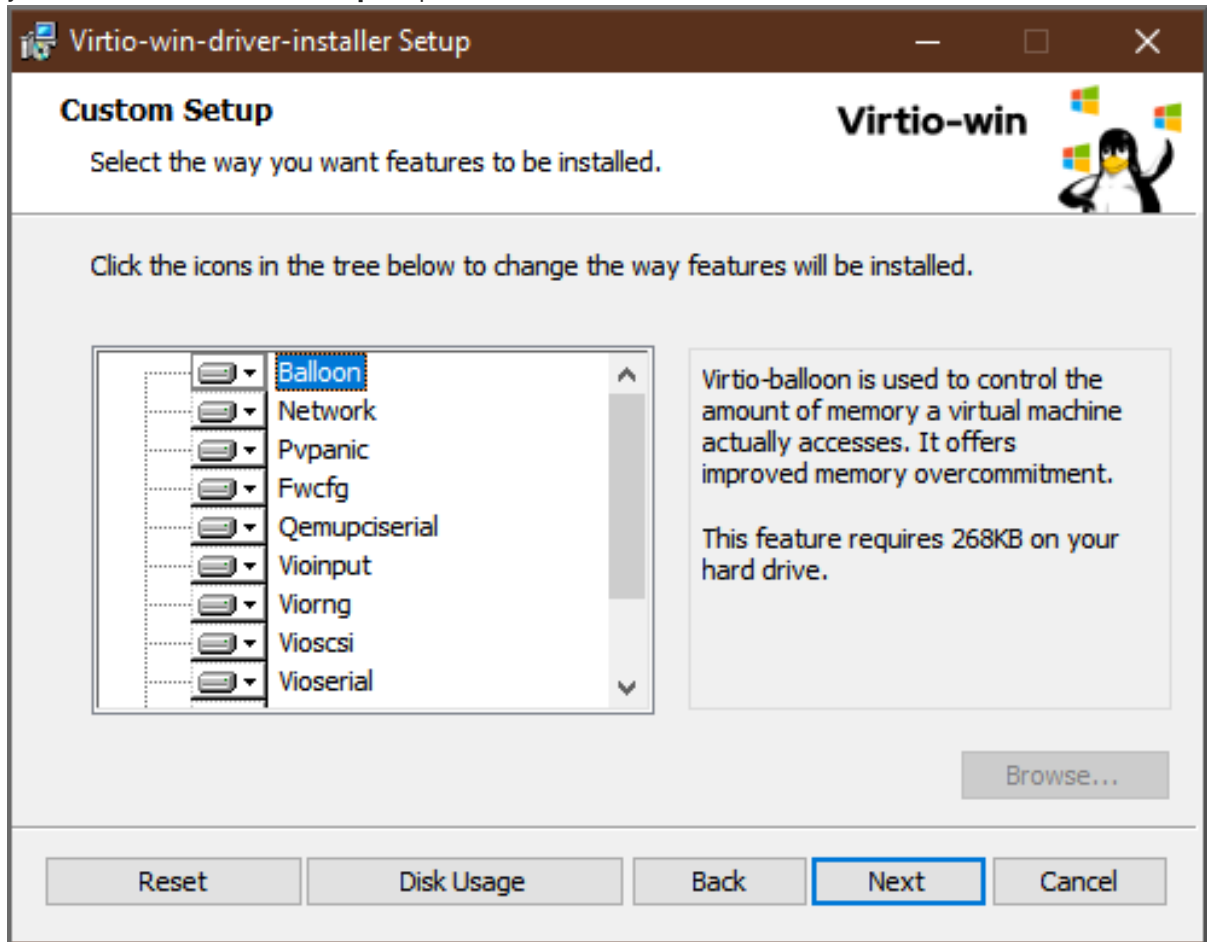 Virtio-win-driver-installer Setup
Custom Setup
Select the way you want features to be installed.
Virtio-win
Click the icons in the tree below to change the way features will be installed.
Balloon
Network
Pvpanic
Fwcfg
Qemupciserial
Vioinput
Viorng
Vioscsi
Vioserial
Virtio-balloon is used to control the
amount of memory a virtual machine
actually accesses. It offers
improved memory overcommitment.
This feature requires 268KB on your
hard drive.
Browse...
Reset
Disk Usage
Back
Next
Cancel